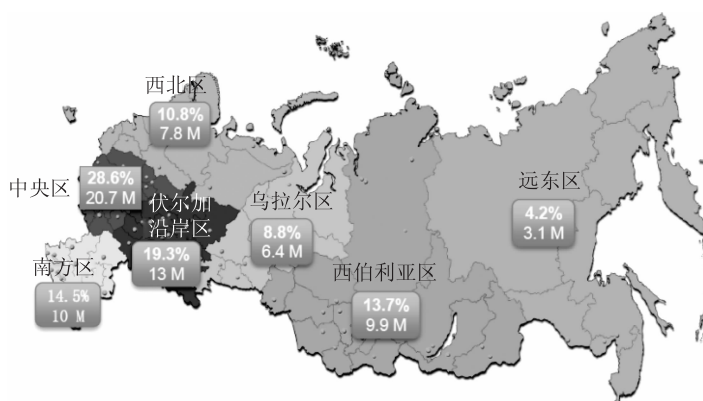 西北区
10.8%
7.8 M
中央区
28.6%
20.7 M
伏尔加
沿岸区
19.3%
13 M
乌拉尔区
8.8%
6.4 M
远东区
4.2%
3.1 M
南方区
14.5%
10 M
西伯利亚区
13.7%
9.9 M